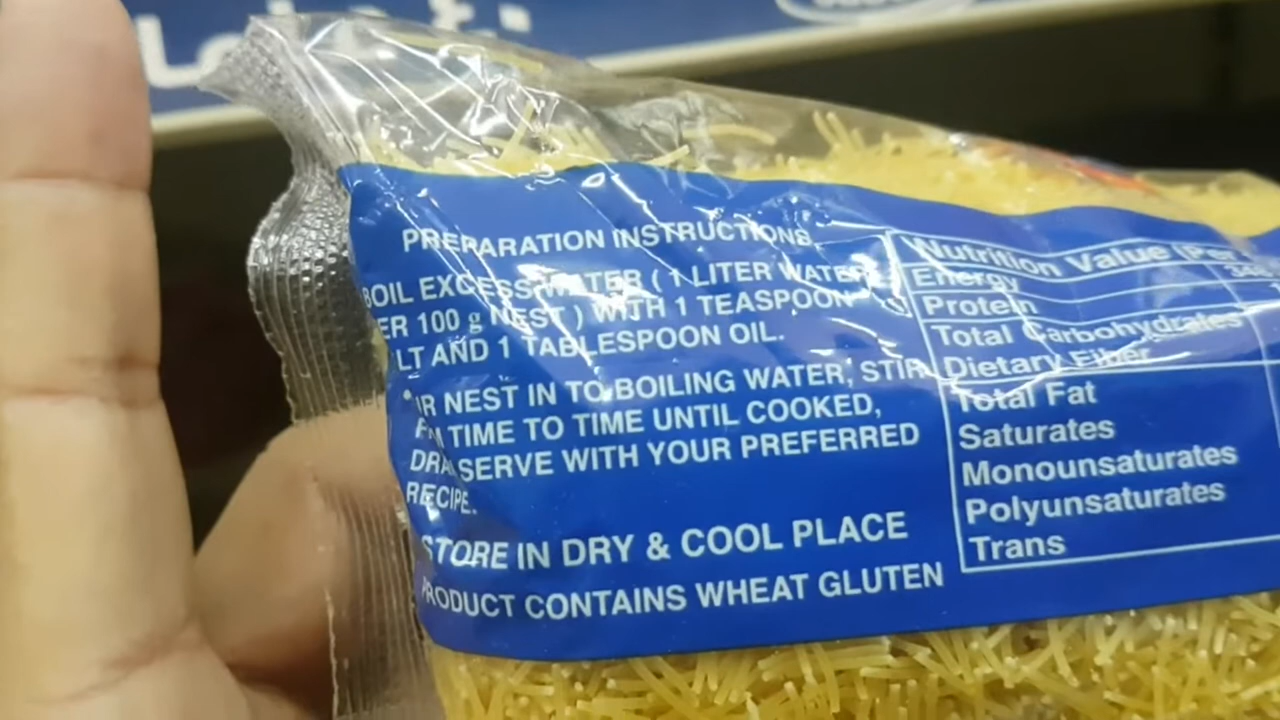 PREPARATION INSTRUCTIONS
BOIL EXCESS WATER ( 1 LITER WATER
ER 100 g NEST ) WITH 1 TEASPOON
LT AND 1 TABLESPOON OIL.
IR NEST IN TO BOILING WATER, STIR
TIME TO TIME UNTIL COOKED,
SERVE WITH YOUR PREFERRED
RECIPE.
STORE IN DRY & COOL PLACE
PRODUCT CONTAINS WHEAT GLUTEN
Nutrition Value (Per
Energy
Protein
Total Carbohydrates
Dietary Fiber
Total Fat
Saturates
Monounsaturates
Polyunsaturates
Trans